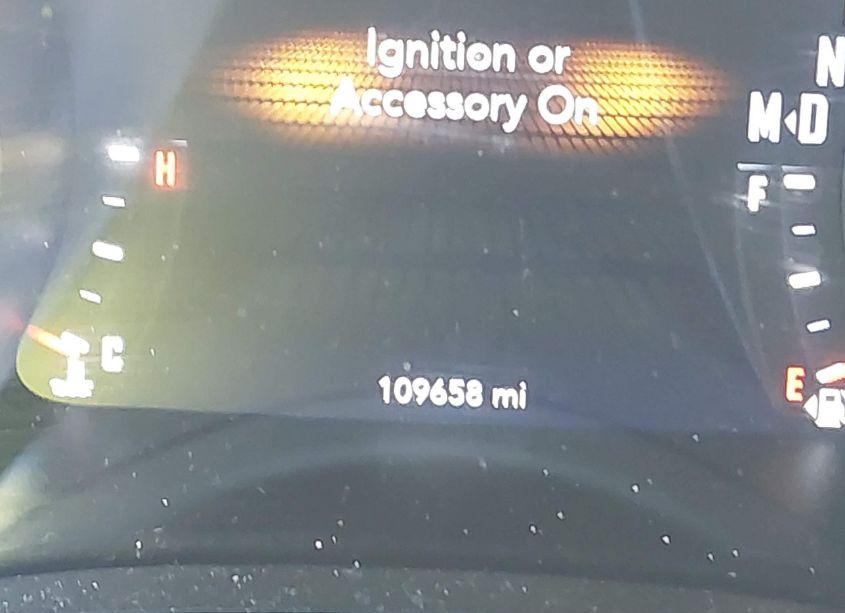 Ignition or
Accessory On
N
M◂D
H
F
C
E
109658 mi